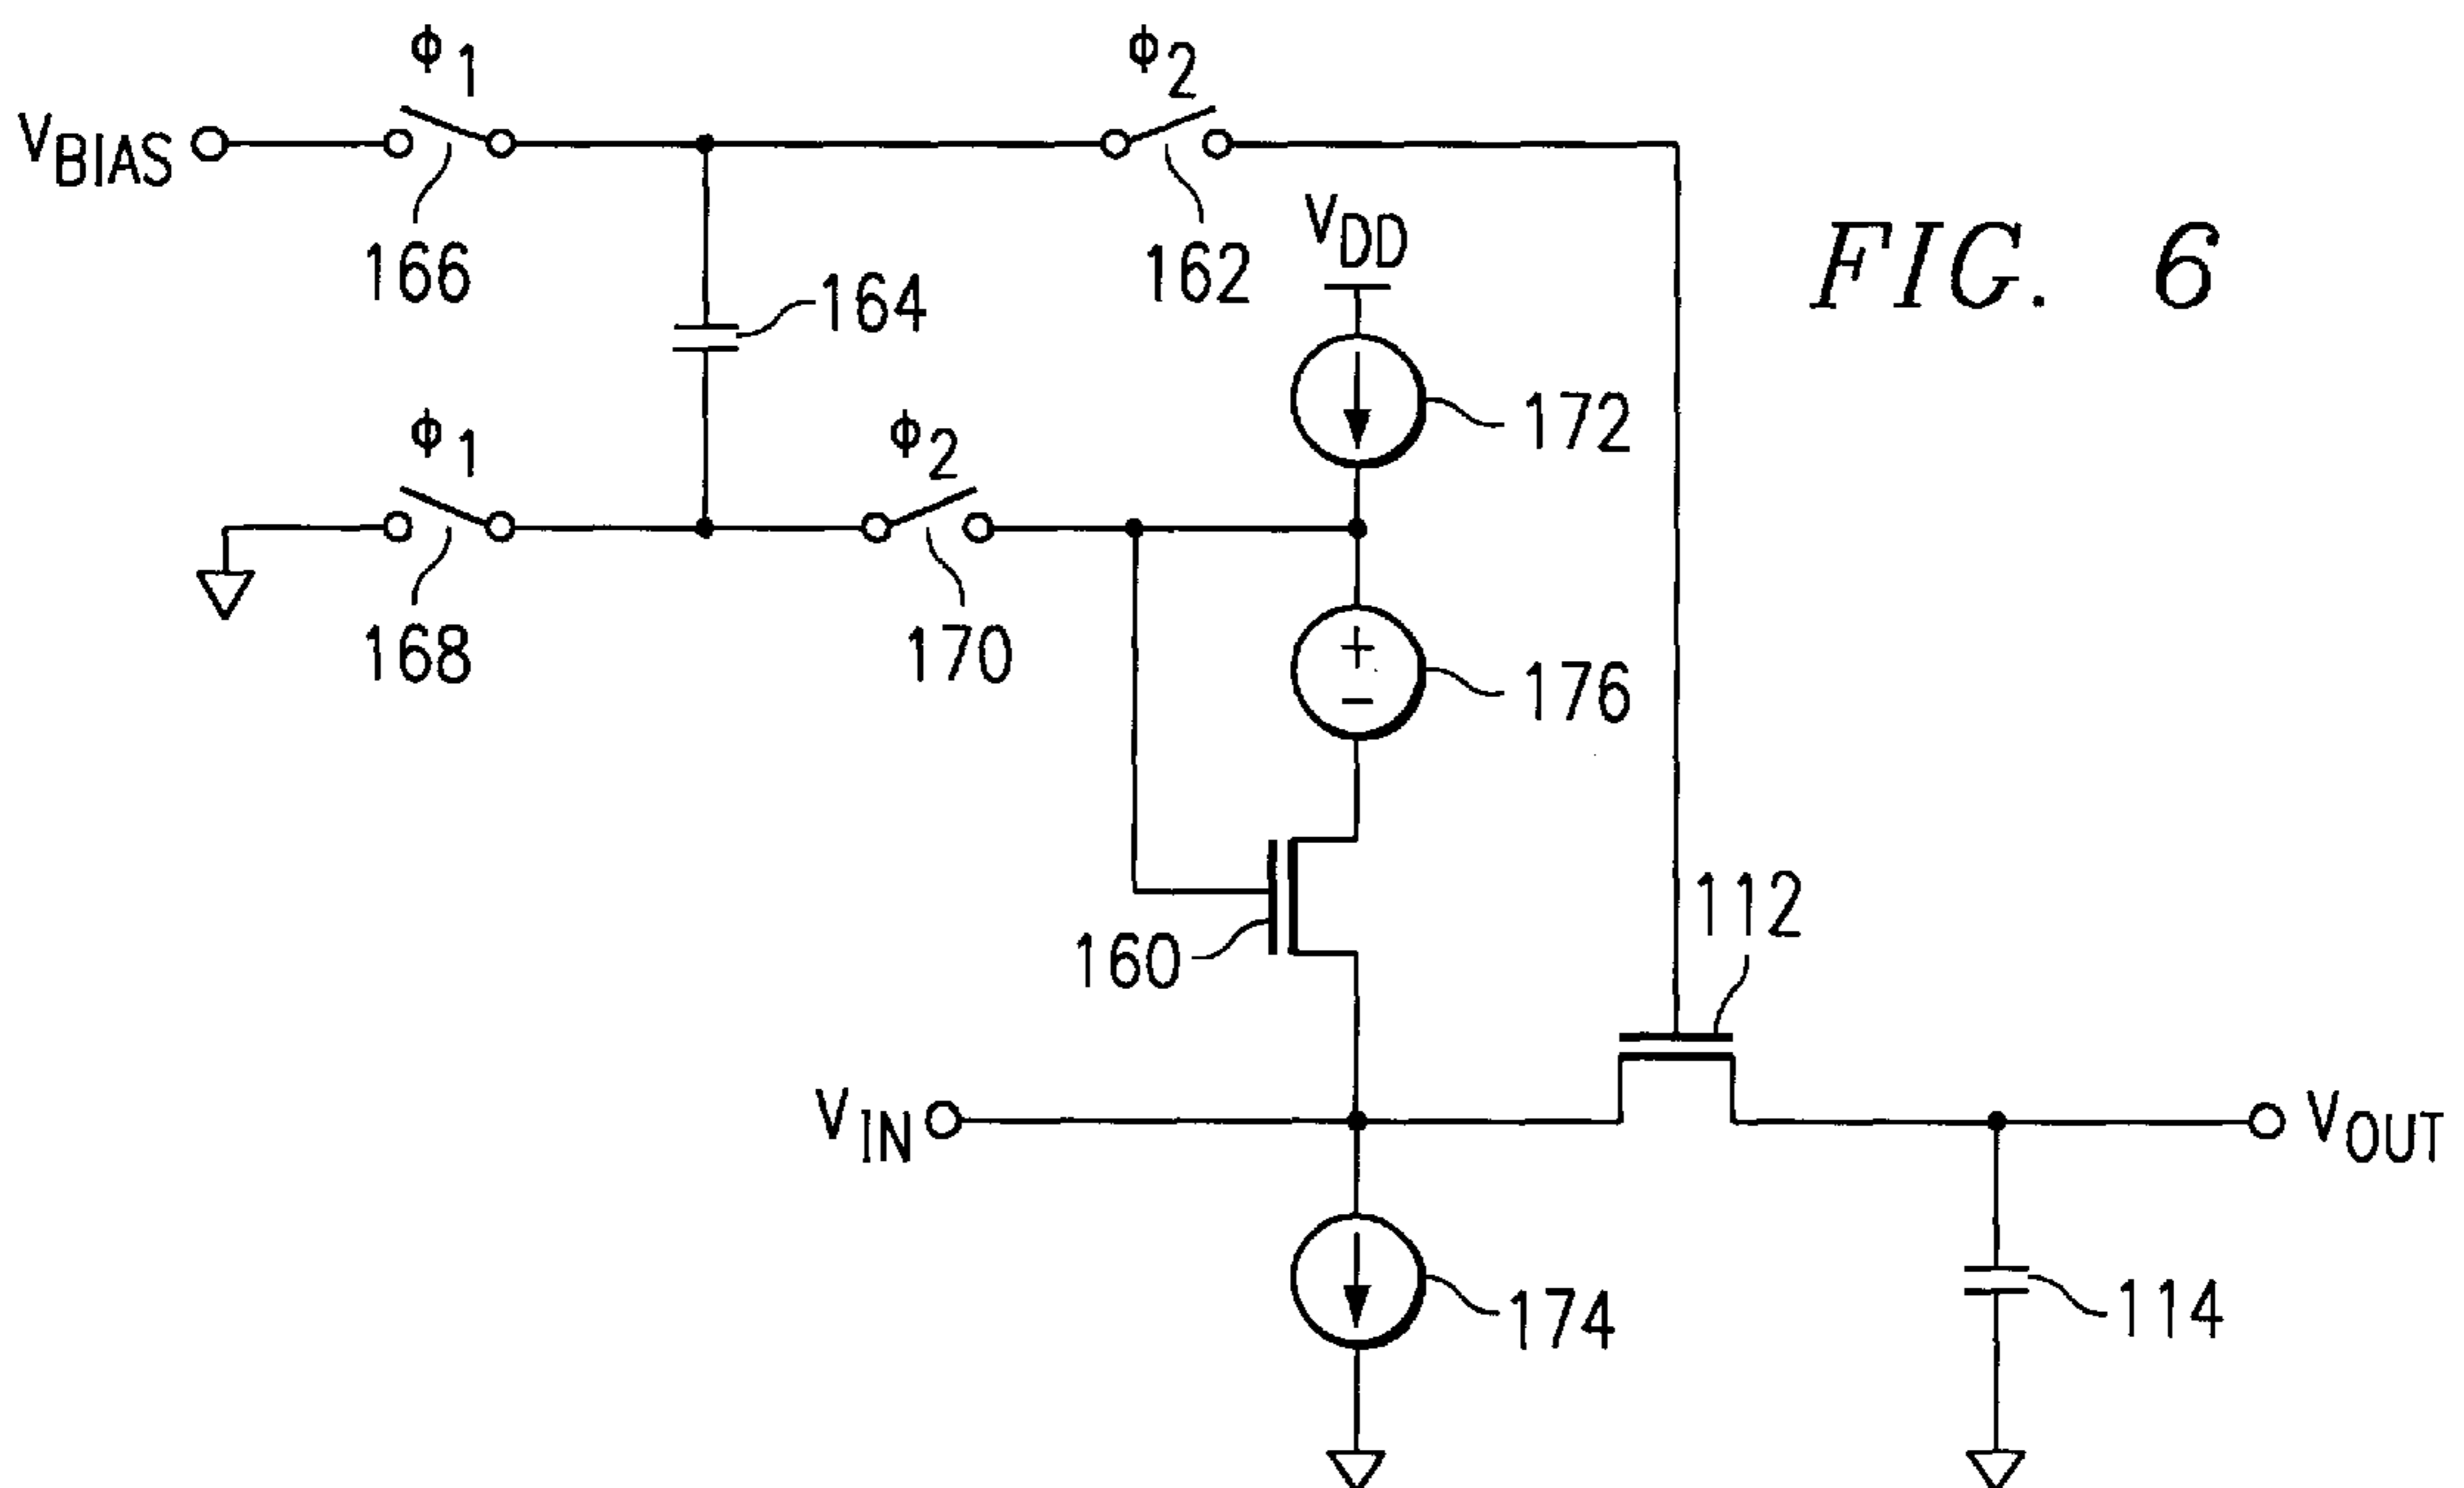 ϕ1
ϕ2
VBIAS
166
162
VDD
FIG. 6
164
172
ϕ1
ϕ2
168
170
176
+
−
112
160
VIN
VOUT
174
114